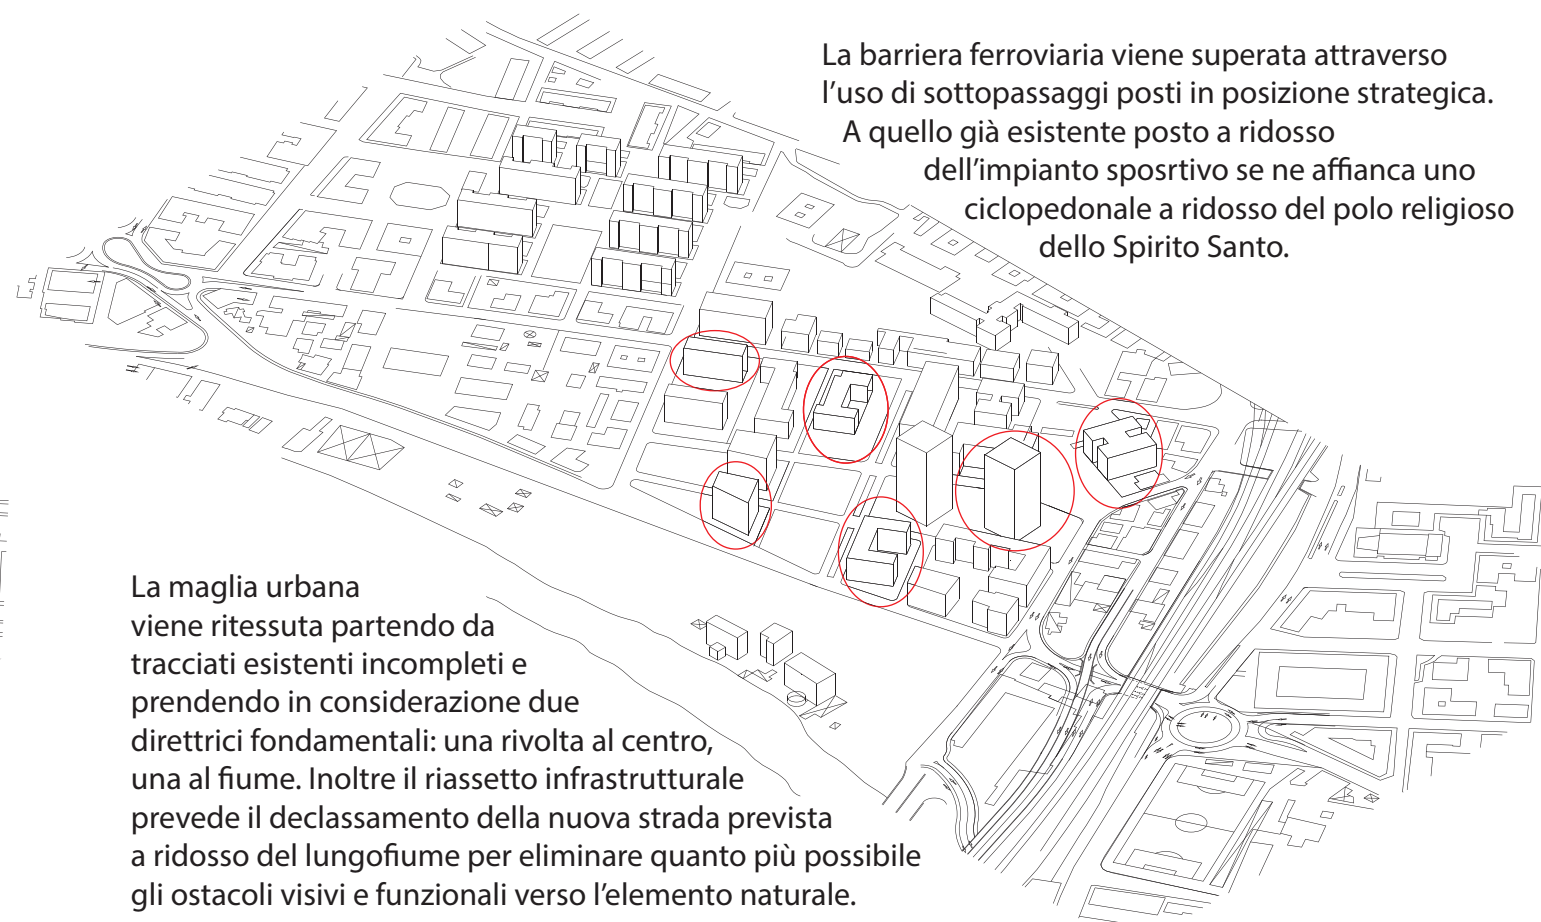 La barriera ferroviaria viene superata attraverso
l’uso di sottopassaggi posti in posizione strategica.
A quello già esistente posto a ridosso
dell’impianto sposrtivo se ne affianca uno
ciclopedonale a ridosso del polo religioso
dello Spirito Santo.
La maglia urbana
viene ritessuta partendo da
tracciati esistenti incompleti e
prendendo in considerazione due
direttrici fondamentali: una rivolta al centro,
una al fiume. Inoltre il riassetto infrastrutturale
prevede il declassamento della nuova strada prevista
a ridosso del lungofiume per eliminare quanto più possibile
gli ostacoli visivi e funzionali verso l’elemento naturale.